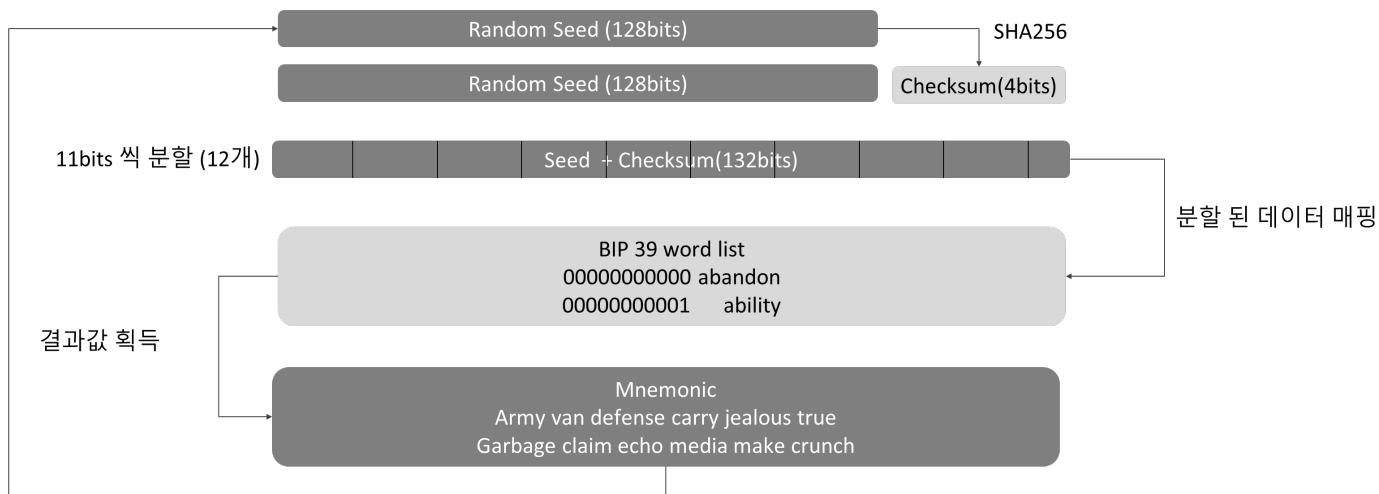 Random Seed (128bits)
SHA256
Random Seed (128bits)
Checksum(4bits)
11bits 씩 분할 (12개)
Seed + Checksum(132bits)
분할 된 데이터 매핑
BIP 39 word list
00000000000 abandon
00000000001 ability
결과값 획득
Mnemonic
Army van defense carry jealous true
Garbage claim echo media make crunch